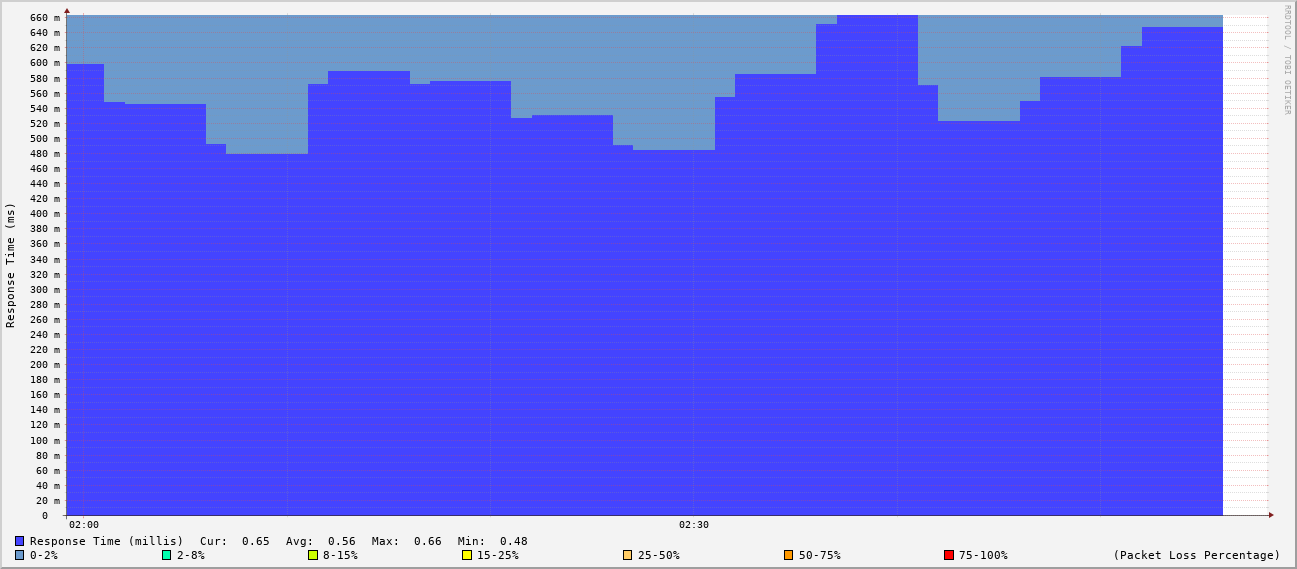 RRDTOOL / TOBI OETIKER
Response Time (ms)
660 m
640 m
620 m
600 m
580 m
560 m
540 m
520 m
500 m
480 m
460 m
440 m
420 m
400 m
380 m
360 m
340 m
320 m
300 m
280 m
260 m
240 m
220 m
200 m
180 m
160 m
140 m
120 m
100 m
80 m
60 m
40 m
20 m
0
02:00 02:30
Response Time (millis) Cur: 0.65 Avg: 0.56 Max: 0.66 Min: 0.48
0-2% 2-8% 8-15% 15-25% 25-50% 50-75% 75-100% (Packet Loss Percentage)